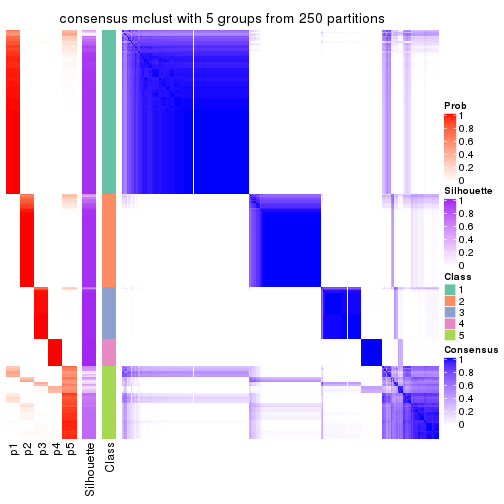 consensus mclust with 5 groups from 250 partitions
Prob
1
0.8
0.6
0.4
0.2
0
Silhouette
1
0.8
0.6
0.4
0.2
0
Class
1
2
3
4
5
Consensus
1
0.8
0.6
0.4
0.2
0
p1
p2
p3
p4
p5
Silhouette
Class